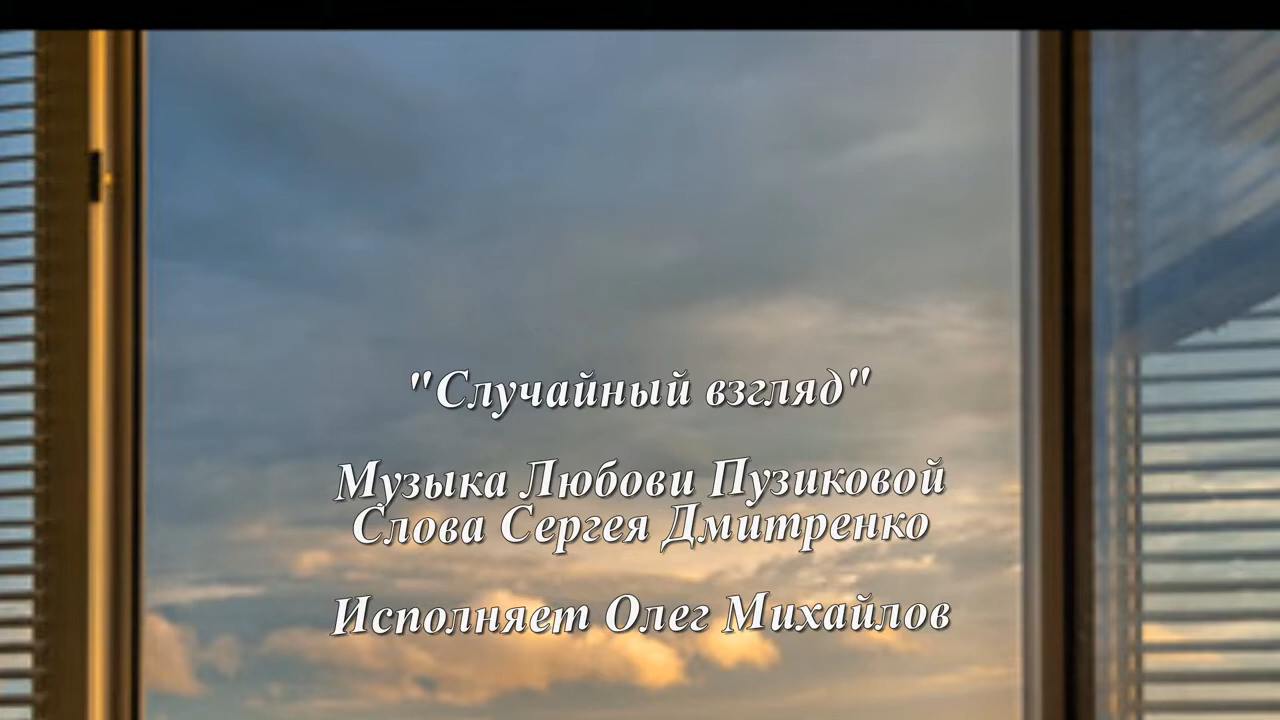 "Случайный взгляд"
Музыка Любови Пузиковой
Слова Сергея Дмитренко
Исполняет Олег Михайлов